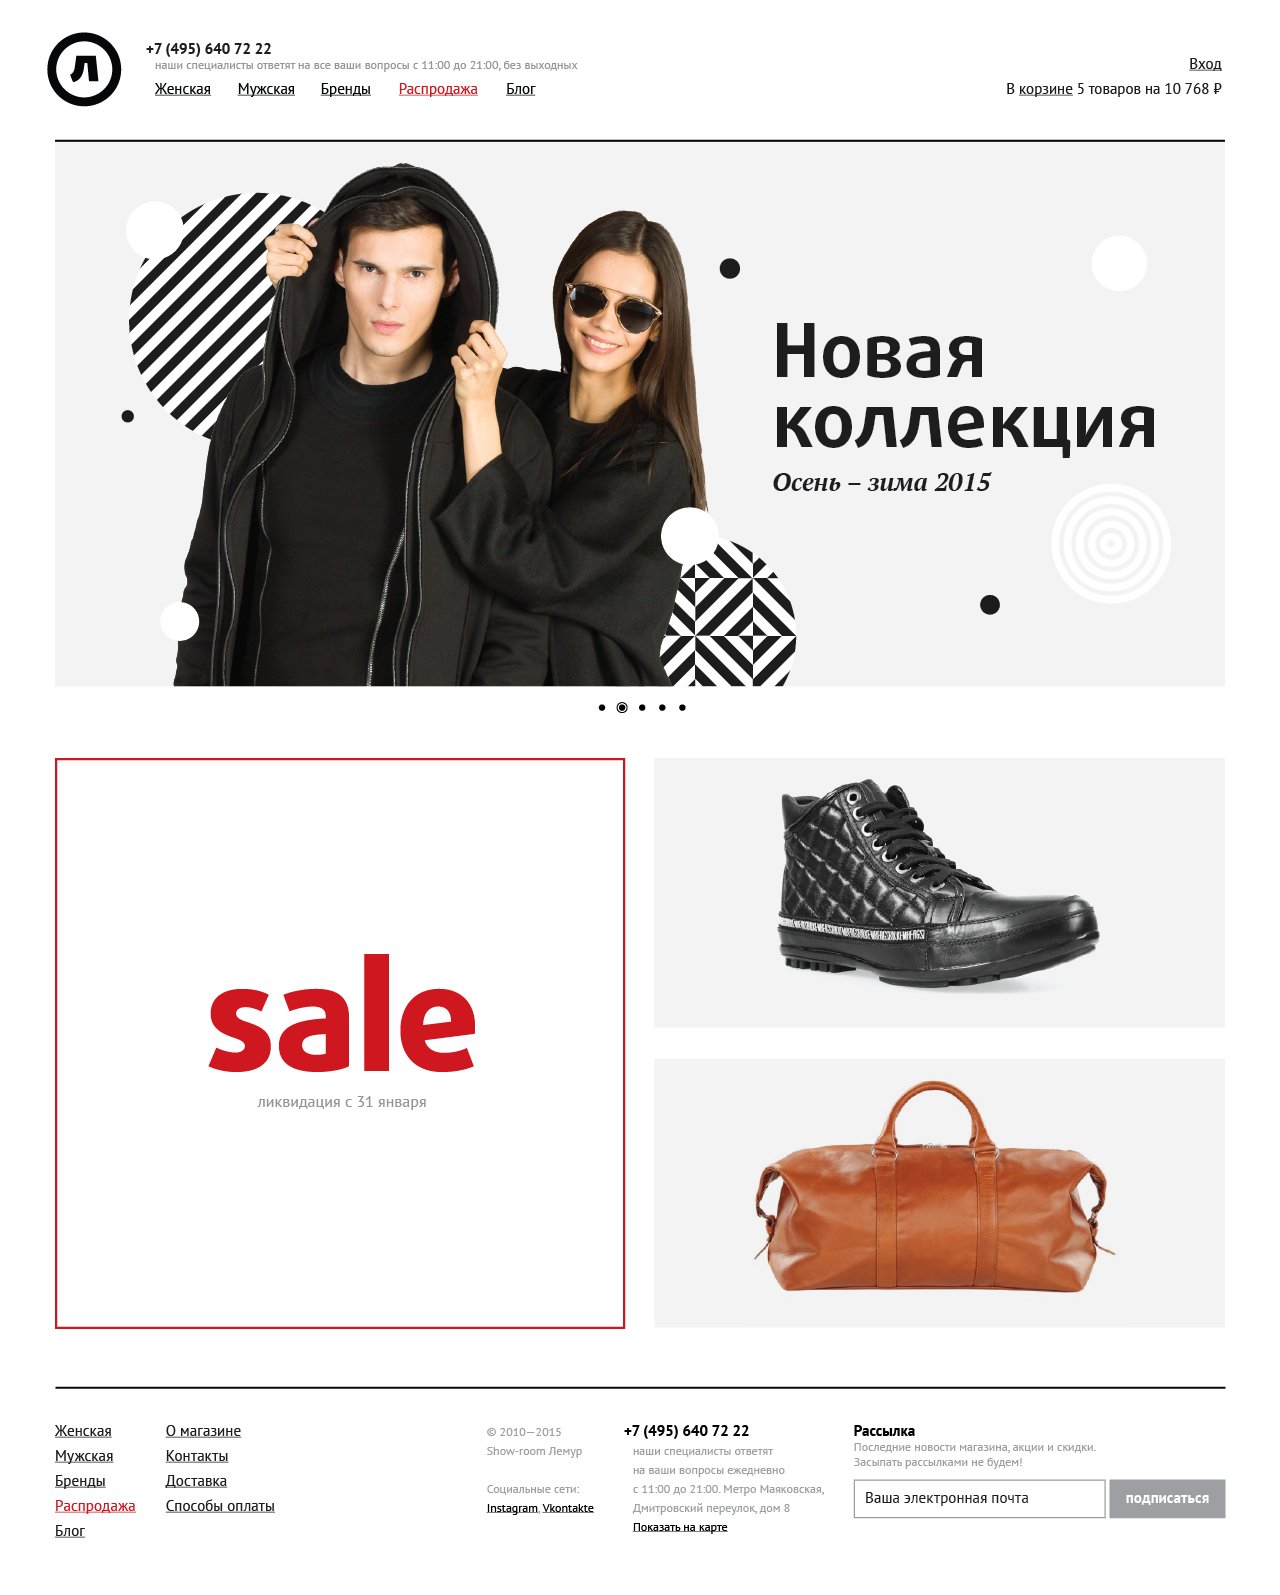 Л
+7 (495) 640 72 22
наши специалисты ответят на все ваши вопросы с 11:00 до 21:00, без выходных
Женская Мужская Бренды Распродажа Блог
Вход
В корзине 5 товаров на 10 768 ₽
Новая
коллекция
Осень – зима 2015
sale
ликвидация с 31 января
Женская
Мужская
Бренды
Распродажа
Блог
О магазине
Контакты
Доставка
Способы оплаты
© 2010—2015
Show-room Лемур
Социальные сети:
Instagram, Vkontakte
+7 (495) 640 72 22
наши специалисты ответят
на ваши вопросы ежедневно
с 11:00 до 21:00. Метро Маяковская,
Дмитровский переулок, дом 8
Показать на карте
Рассылка
Последние новости магазина, акции и скидки.
Засыпать рассылками не будем!
Ваша электронная почта
подписаться